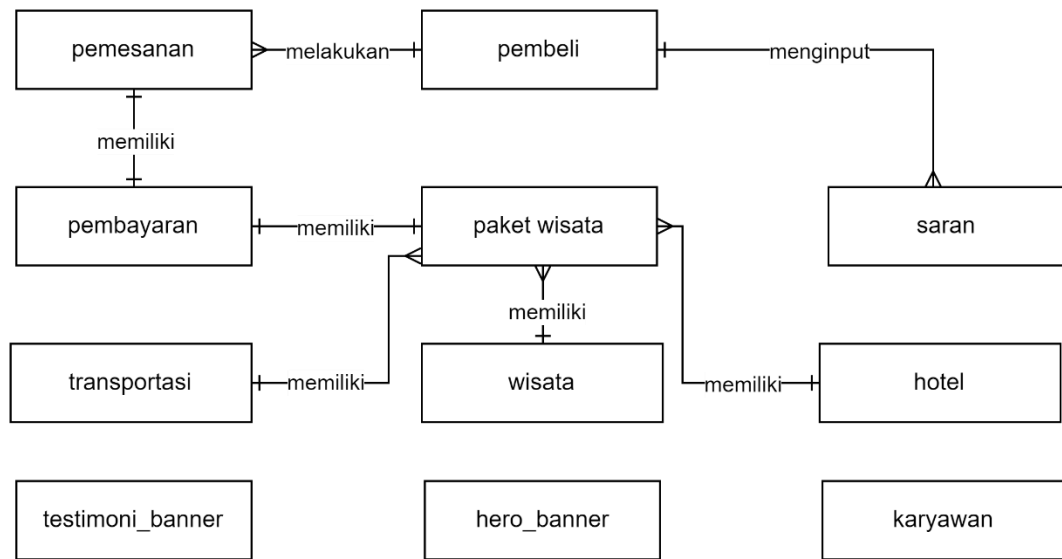 pemesanan
melakukan
pembeli
menginput
memiliki
pembayaran
memiliki
paket wisata
saran
memiliki
transportasi
memiliki
wisata
memiliki
hotel
testimoni_banner
hero_banner
karyawan